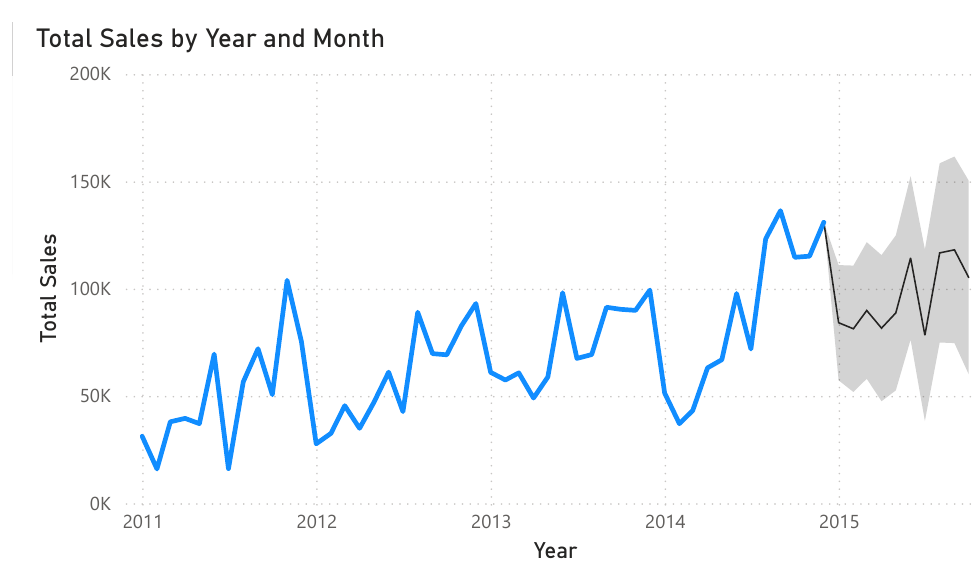 Total Sales by Year and Month
200K
150K
100K
50K
0K
Total Sales
2011 2012 2013 2014 2015
Year